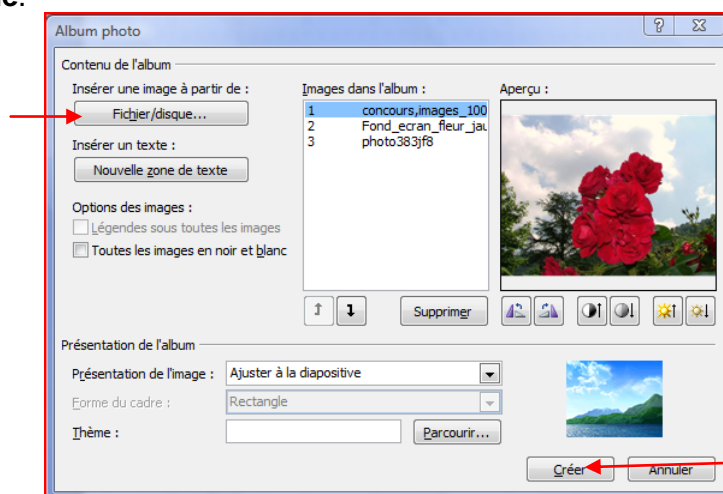 Album photo
Contenu de l'album
Insérer une image à partir de :
Fichier/disque...
Insérer un texte :
Nouvelle zone de texte
Options des images :
Légendes sous toutes les images
Toutes les images en noir et blanc
Images dans l'album :
1 concours,images_100
2 Fond_ecran_fleur_jau
3 photo383jf8
Supprimer
Aperçu :
Présentation de l'album
Présentation de l'image : Ajuster à la diapositive
Forme du cadre : Rectangle
Thème :
Parcourir...
Créer Annuler